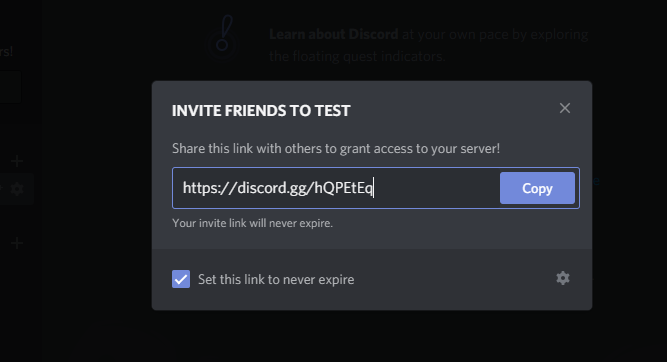 Learn about Discord at your own pace by exploring
the floating quest indicators
rs!
INVITE FRIENDS TO TEST
Share this link with others to grant access to your server!
https://discord.gg/hQPEtEq
Copy
Your invite link will never expire.
Set this link to never expire